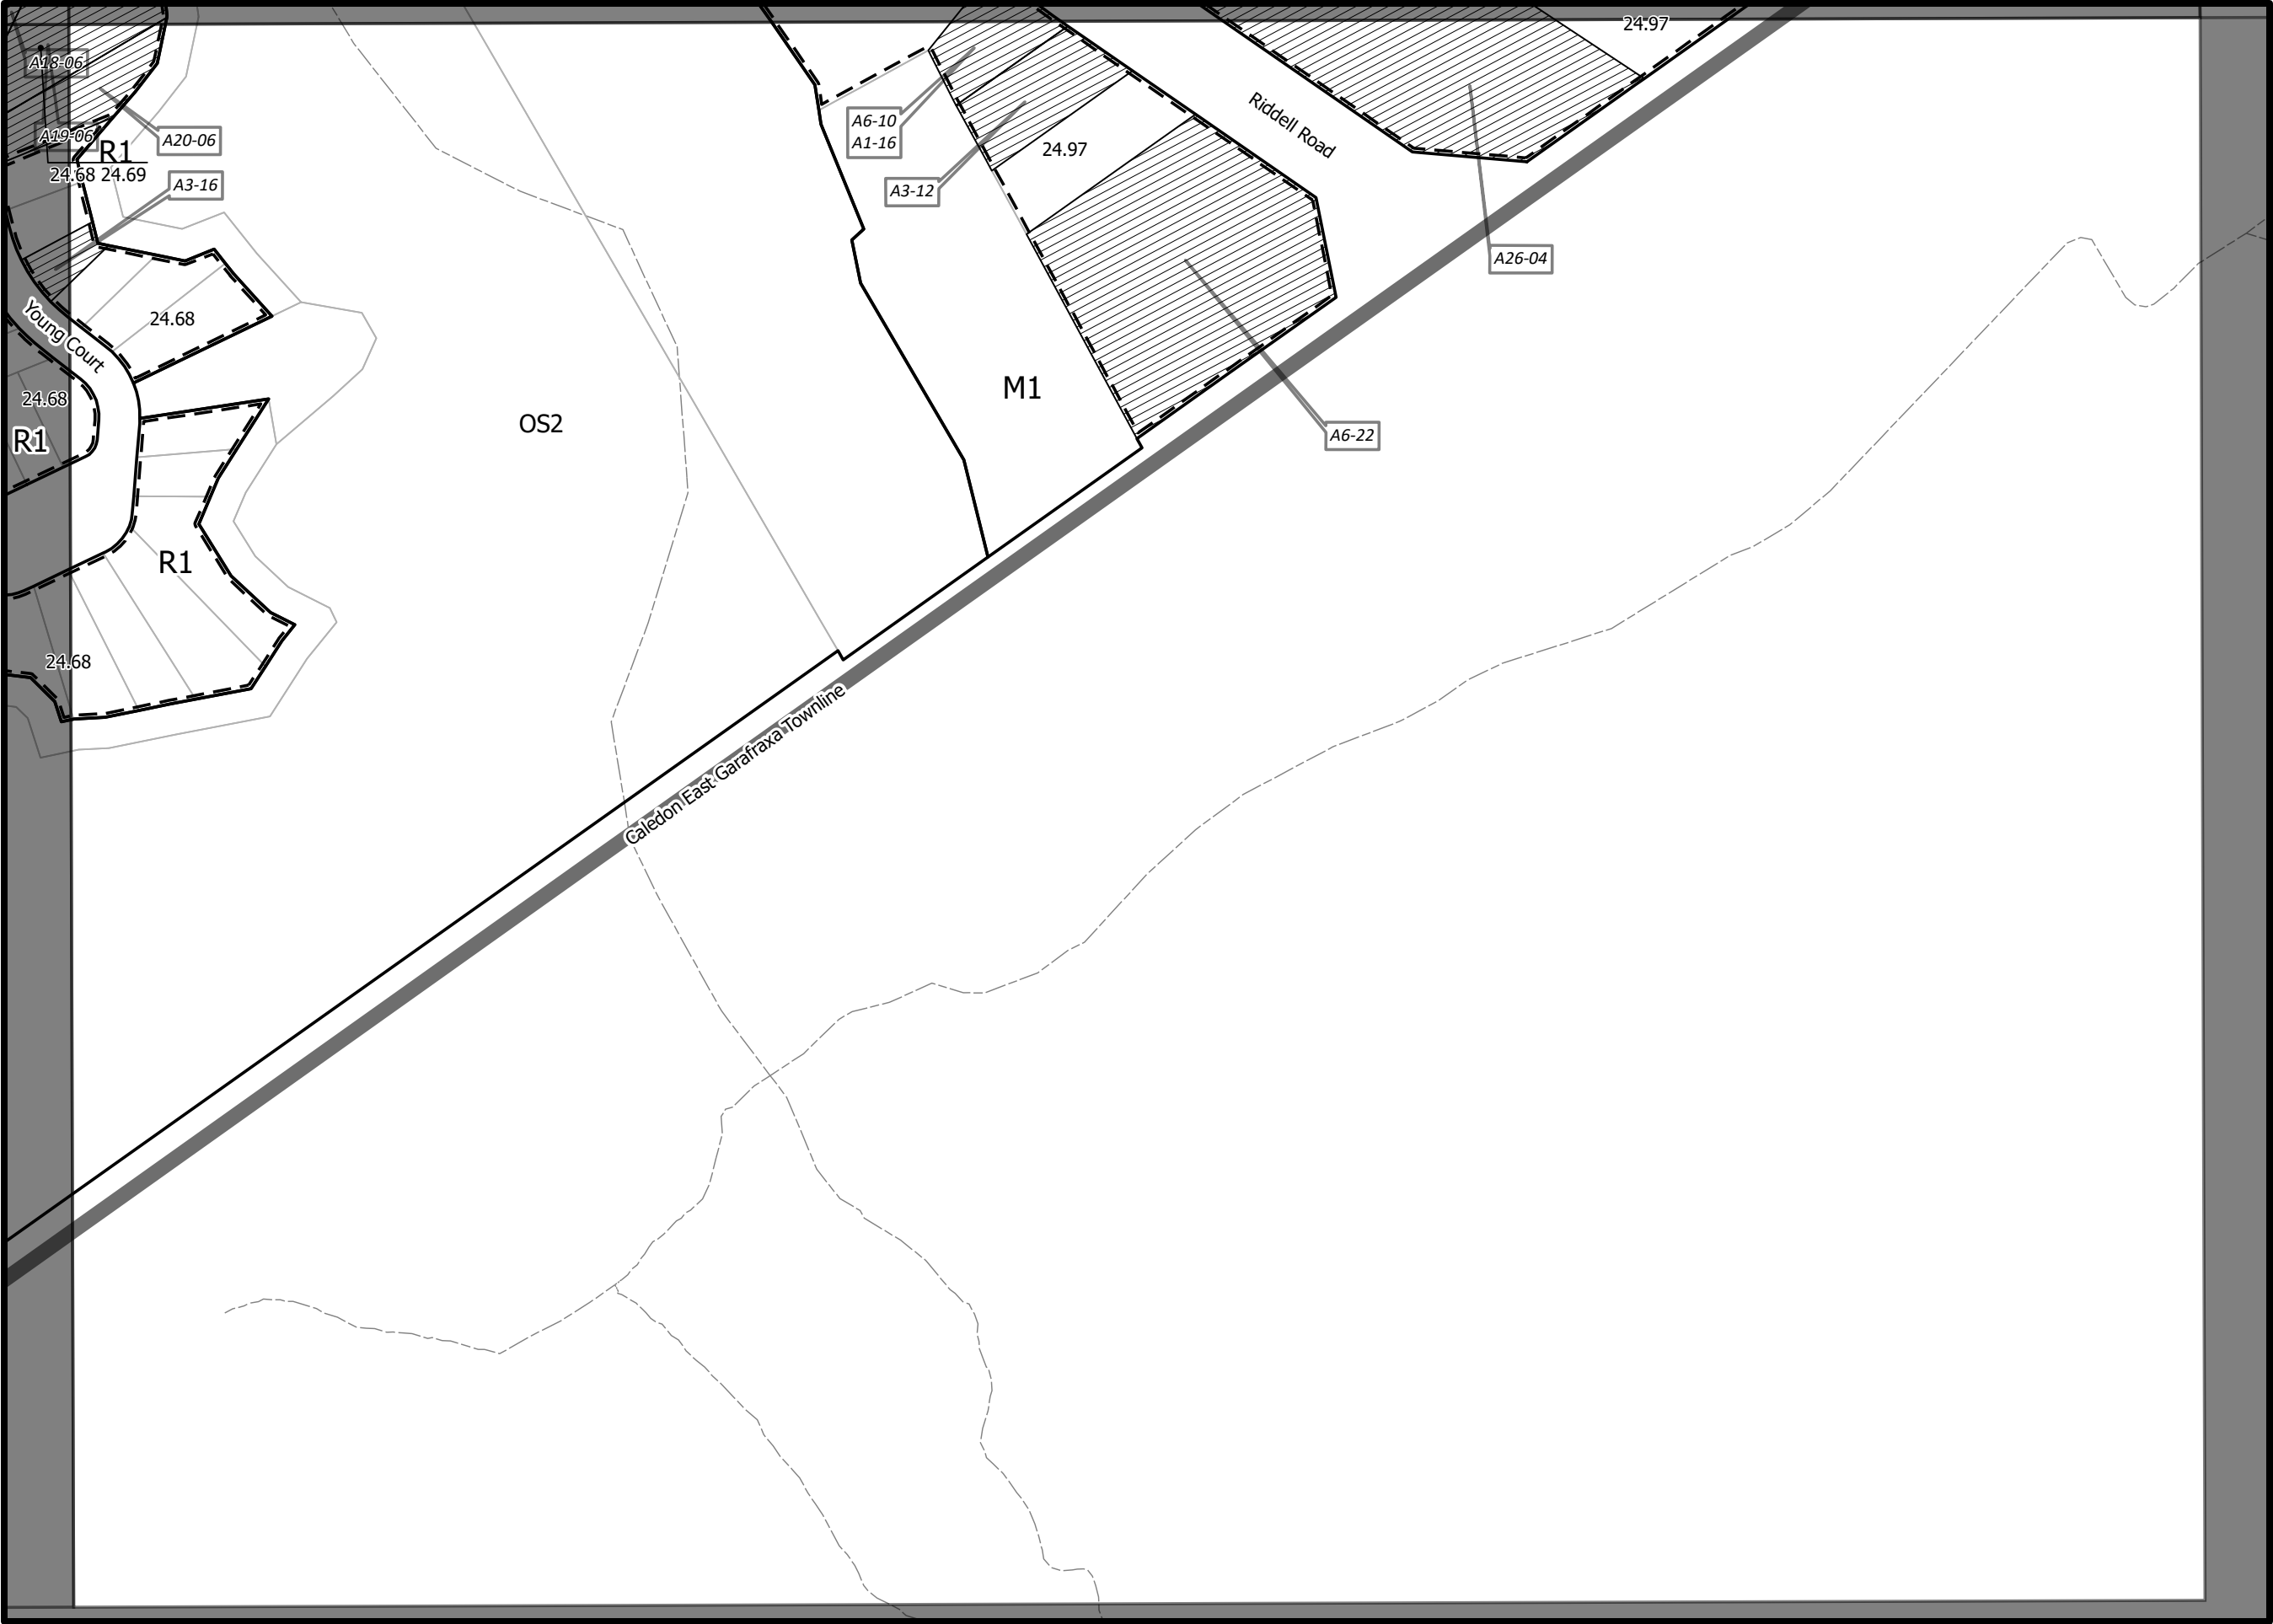 24.97
A18-06
A6-10
A1-16
Riddell Road
A19-06
A20-06
R1
24.97
24.68 24.69
A3-16
A3-12
A26-04
Young Court
24.68
24.68
M1
OS2
R1
A6-22
R1
24.68
Caledon East Garafraxa Townline